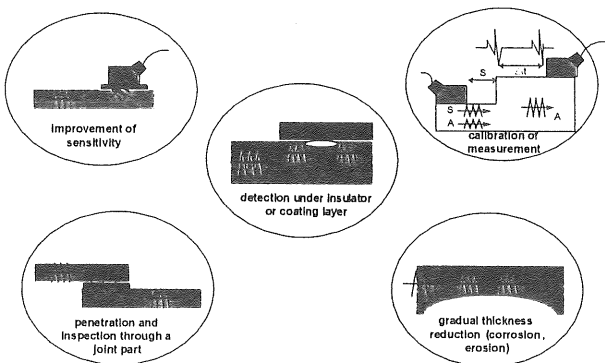 improvement of
sensitivity
S
Δt
S
A
A
calibration of
measurement
detection under insulator
or coating layer
penetration and
inspection through a
joint part
gradual thickness
reduction (corrosion,
erosion)